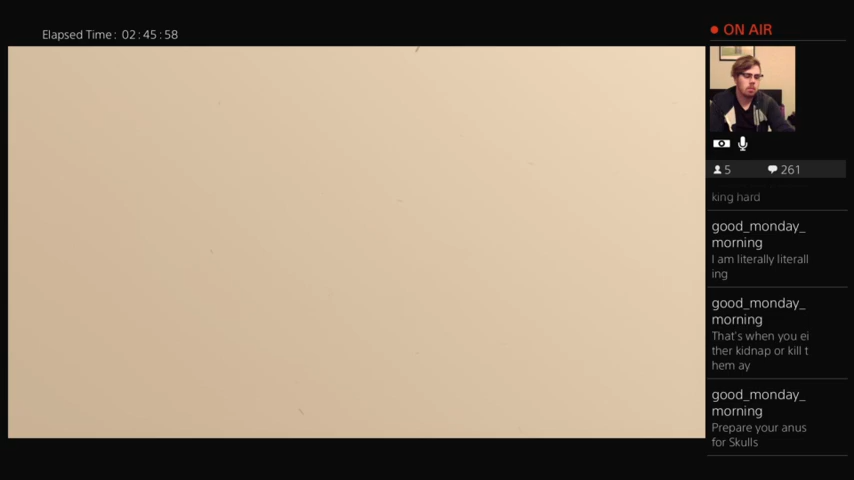 Elapsed Time: 02:45:58
ON AIR
5
261
king hard
good_monday_
morning
I am literally literall
ing
good_monday_
morning
That's when you ei
ther kidnap or kill t
hem ay
good_monday_
morning
Prepare your anus
for Skulls